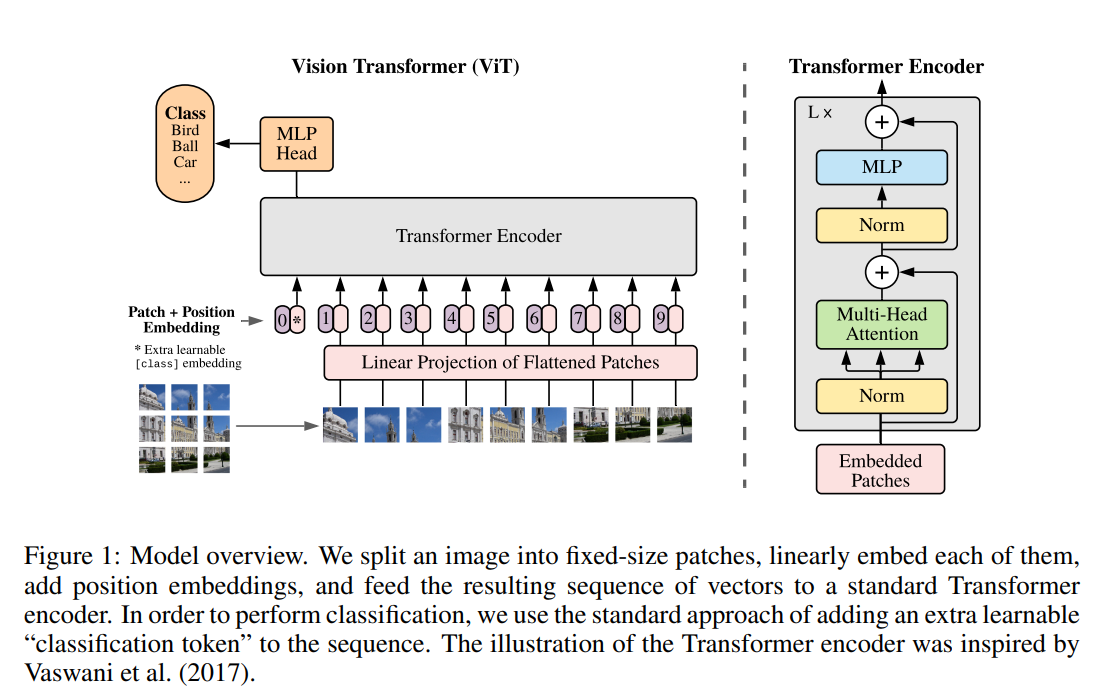 Vision Transformer (ViT)
Class
Bird
Ball
Car
...
MLP
Head
Transformer Encoder
Patch + Position
Embedding
* Extra learnable
[class] embedding
0 *
1
2
3
4
5
6
7
8
9
Linear Projection of Flattened Patches
Transformer Encoder
L x
+
MLP
Norm
+
Multi-Head
Attention
Norm
Embedded
Patches
Figure 1: Model overview. We split an image into fixed-size patches, linearly embed each of them,
add position embeddings, and feed the resulting sequence of vectors to a standard Transformer
encoder. In order to perform classification, we use the standard approach of adding an extra learnable
“classification token” to the sequence. The illustration of the Transformer encoder was inspired by
Vaswani et al. (2017).